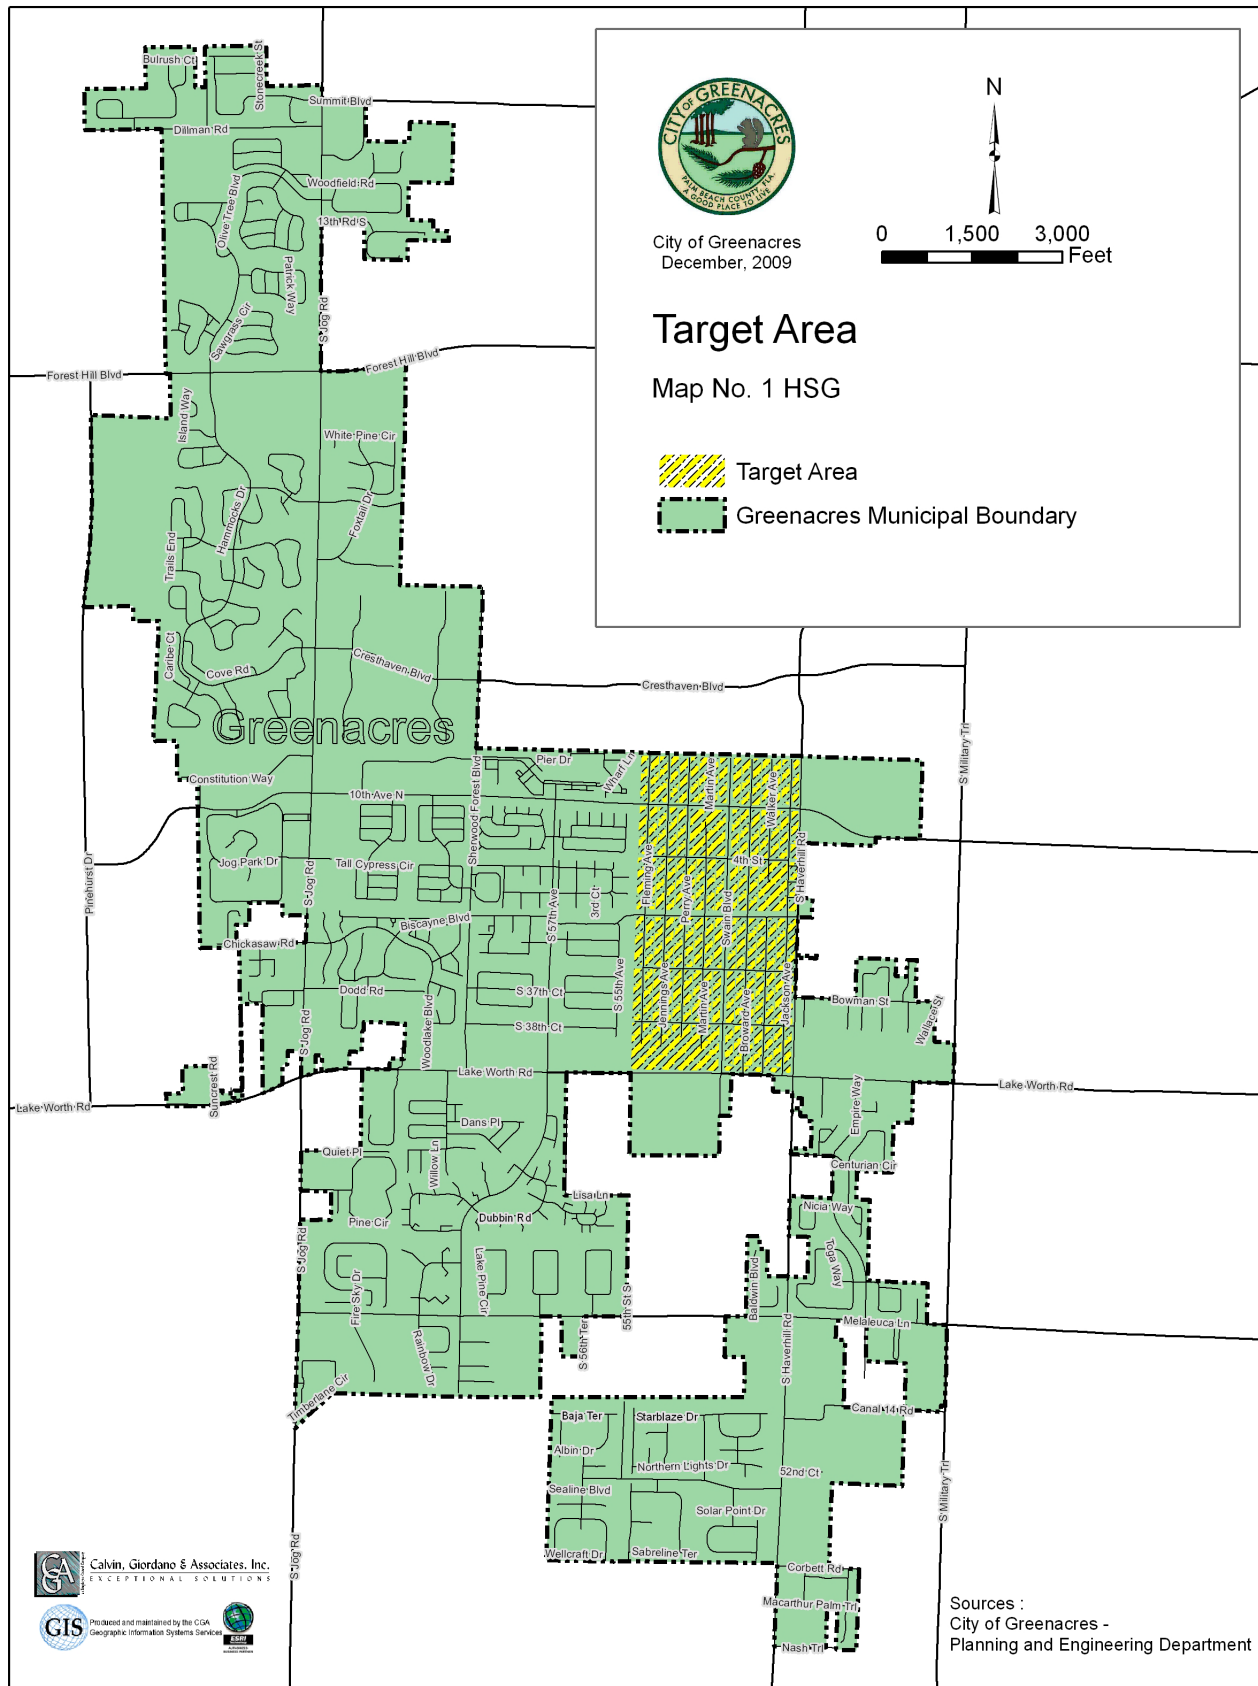 Bulrush Ct
Stonecreek St
Summit Blvd
Dillman Rd
Woodfield Rd
Olive Tree Blvd
13th Rd S
Patrick Way
S Jog Rd
Sawgrass Cir
Forest Hill Blvd
Forest Hill Blvd
CITY OF GREENACRES
PALM BEACH COUNTY, FLA.
A GOOD PLACE TO LIVE
City of Greenacres
December, 2009
N
0 1,500 3,000
Feet
Target Area
Map No. 1 HSG
Target Area
Greenacres Municipal Boundary
Island Way
White Pine Cir
Hammocks Dr
Foxtail Dr
Trails End
Caribe Ct
Cove Rd
Cresthaven Blvd
Cresthaven Blvd
Greenacres
S Military Trl
Constitution Way
Pier Dr
Wharf Ln
Martin Ave
Walker Ave
10th Ave N
Sherwood Forest Blvd
S Haverhill Rd
Pinehurst Dr
Jog Park Dr
S Jog Rd
Tall Cypress Cir
Fleming Ave
4th St
Perry Ave
3rd Ct
S 57th Ave
Swain Blvd
Biscayne Blvd
Chickasaw Rd
Dodd Rd
S 37th Ct
S 55th Ave
Jennings Ave
Martin Ave
Broward Ave
Jackson Ave
Bowman St
Wallace St
S Jog Rd
Woodlake Blvd
S 38th Ct
Lake Worth Rd
Lake Worth Rd
Lake Worth Rd
Suncrest Rd
Empire Way
Dans Pl
Quiet Pl
Willow Ln
Centurian Cir
Lisa Ln
Nicia Way
Pine Cir
Dubbin Rd
S Jog Rd
Toga Way
Fire Sky Dr
Lake Pine Cir
Baldwin Blvd
55th St S
Melaleuca Ln
S 56th Ter
S Haverhill Rd
Rainbow Dr
Timberlane Cir
Canal 14 Rd
Baja Ter
Starblaze Dr
Albin Dr
Northern Lights Dr
52nd Ct
Sealine Blvd
Solar Point Dr
S Military Trl
Wellcraft Dr
Sabreline Ter
S Jog Rd
Corbett Rd
Macarthur Palm Trl
Nash Trl
CGA
Calvin, Giordano & Associates, Inc.
EXCEPTIONAL SOLUTIONS
GIS
Produced and maintained by the CGA
Geographic Information Systems Services
ESRI
Sources :
City of Greenacres -
Planning and Engineering Department